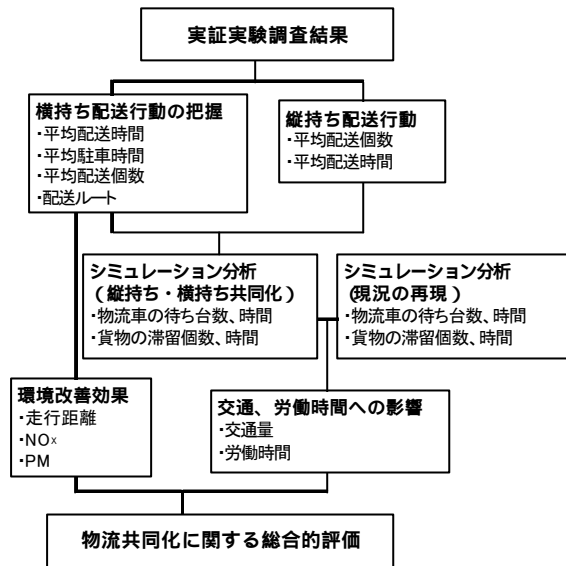 実証実験調査結果
横持ち配送行動の把握
・平均配送時間
・平均駐車時間
・平均配送個数
・配送ルート
縦持ち配送行動
・平均配送個数
・平均配送時間
シミュレーション分析
(縦持ち・横持ち共同化)
・物流車の待ち台数、時間
・貨物の滞留個数、時間
シミュレーション分析
(現況の再現)
・物流車の待ち台数、時間
・貨物の滞留個数、時間
環境改善効果
・走行距離
・NOx
・PM
交通、労働時間への影響
・交通量
・労働時間
物流共同化に関する総合的評価